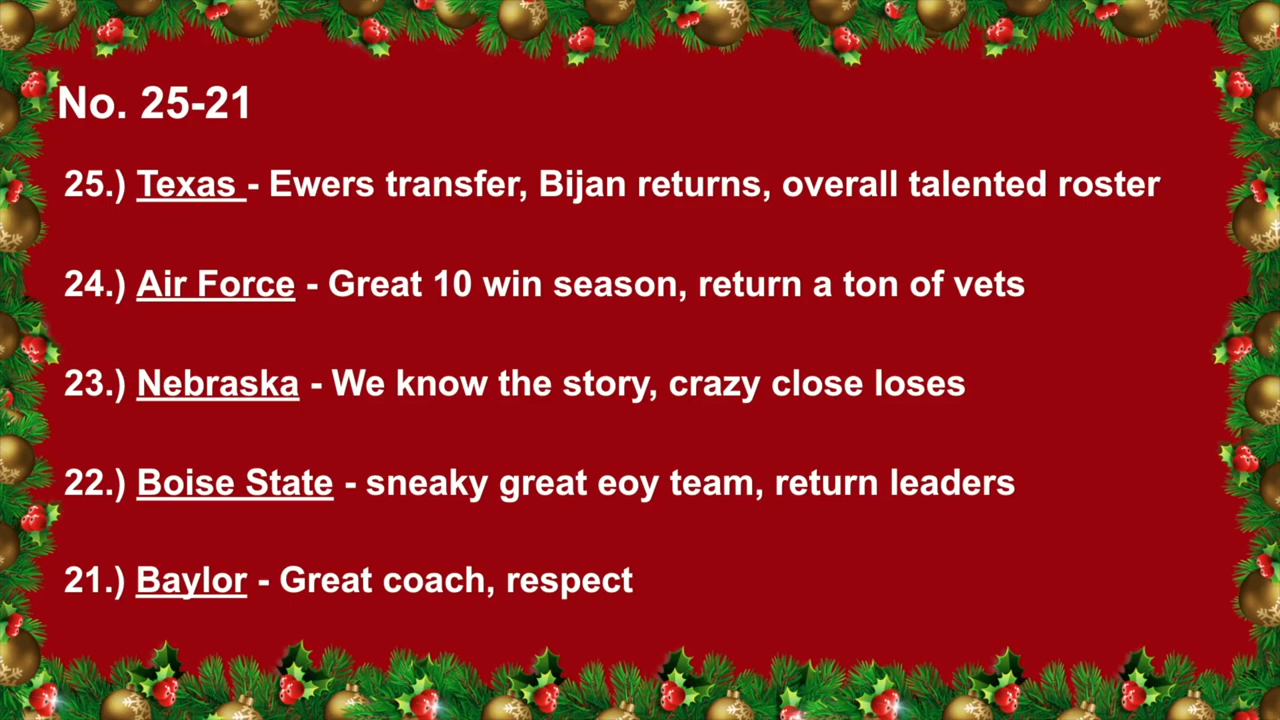 No. 25-21
25.) Texas - Ewers transfer, Bijan returns, overall talented roster
24.) Air Force - Great 10 win season, return a ton of vets
23.) Nebraska - We know the story, crazy close loses
22.) Boise State - sneaky great eoy team, return leaders
21.) Baylor - Great coach, respect